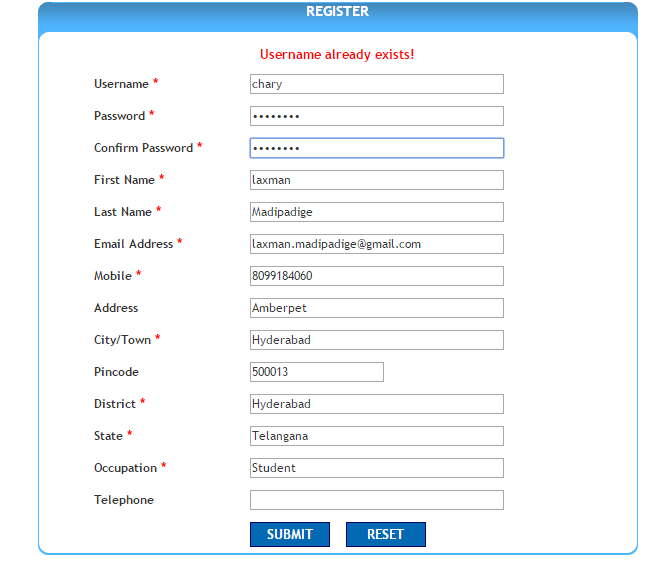 REGISTER
Username already exists!
Username * chary
Password * ••••••••
Confirm Password * ••••••••
First Name * laxman
Last Name * Madipadige
Email Address * laxman.madipadige@gmail.com
Mobile * 8099184060
Address Amberpet
City/Town * Hyderabad
Pincode 500013
District * Hyderabad
State * Telangana
Occupation * Student
Telephone
SUBMIT RESET